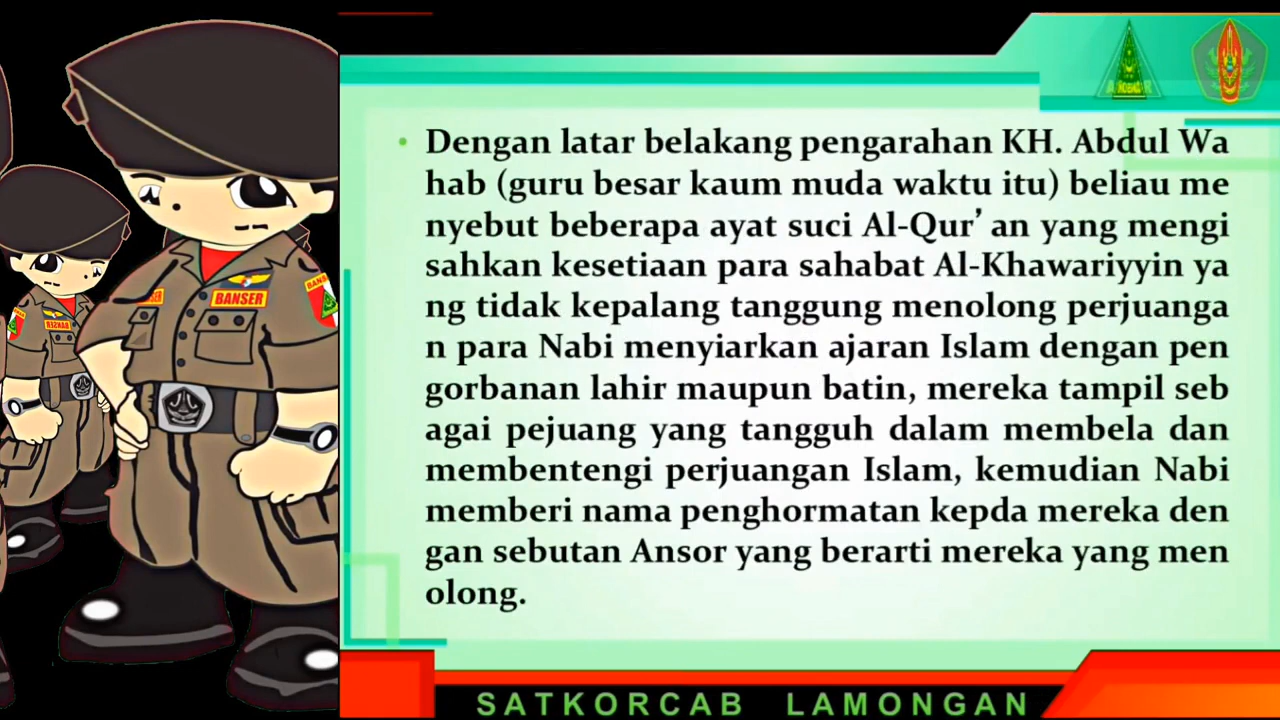 Dengan latar belakang pengarahan KH. Abdul Wa
hab (guru besar kaum muda waktu itu) beliau me
nyebut beberapa ayat suci Al-Qur’ an yang mengi
sahkan kesetiaan para sahabat Al-Khawariyyin ya
ng tidak kepalang tanggung menolong perjuanga
n para Nabi menyiarkan ajaran Islam dengan pen
gorbanan lahir maupun batin, mereka tampil seb
agai pejuang yang tangguh dalam membela dan
membentengi perjuangan Islam, kemudian Nabi
memberi nama penghormatan kepda mereka den
gan sebutan Ansor yang berarti mereka yang men
olong.
BANSER
SATKORCAB LAMONGAN